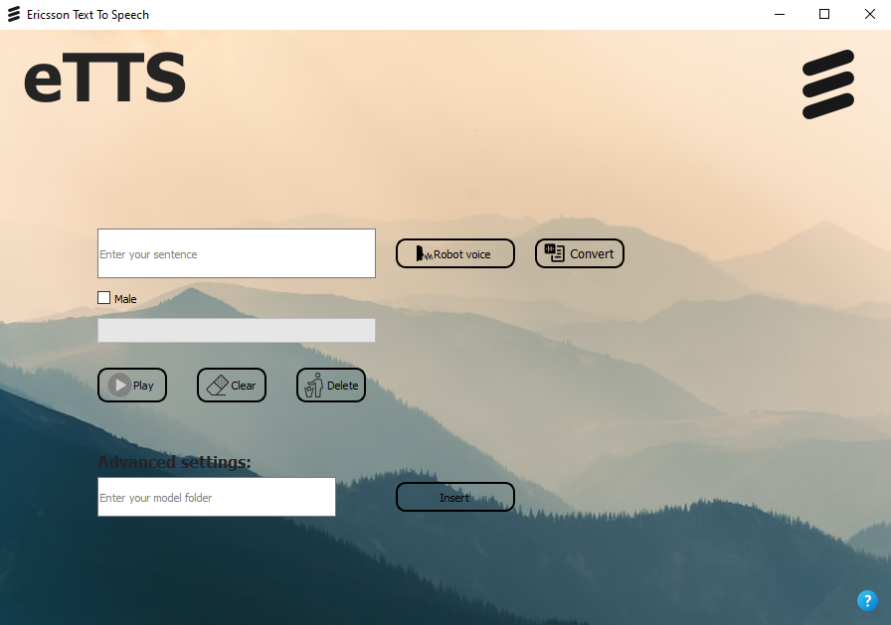 Ericsson Text To Speech
eTTS
Enter your sentence
Robot voice
Convert
Male
Play
Clear
Delete
Advanced settings:
Enter your model folder
Insert
?